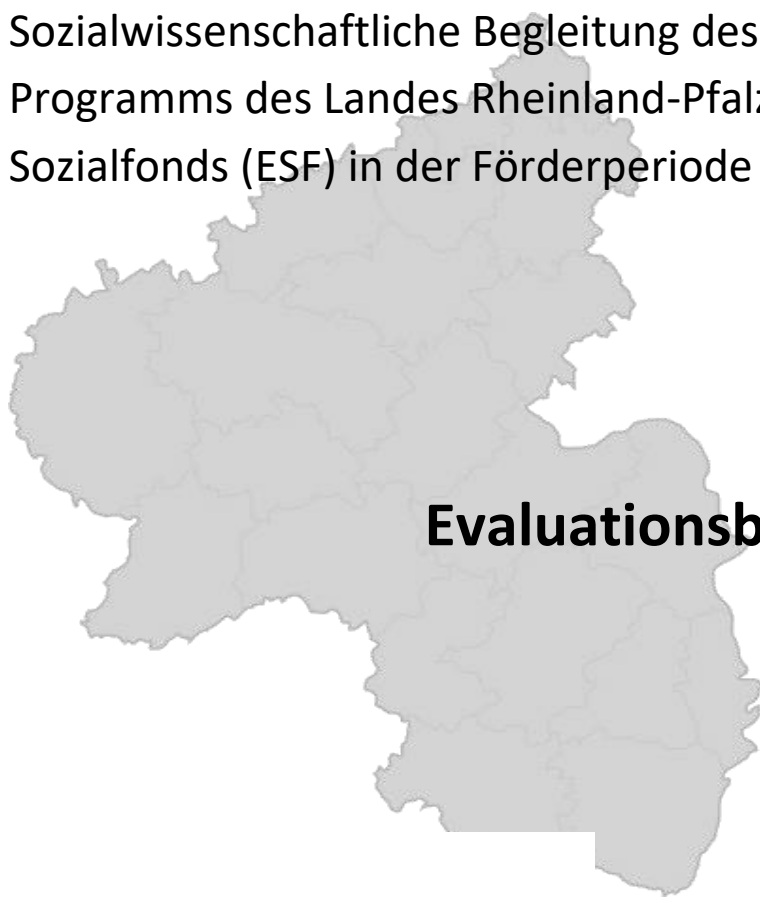 Sozialwissenschaftliche Begleitung des
Programms des Landes Rheinland-Pfalz
Sozialfonds (ESF) in der Förderperiode
Evaluationsb